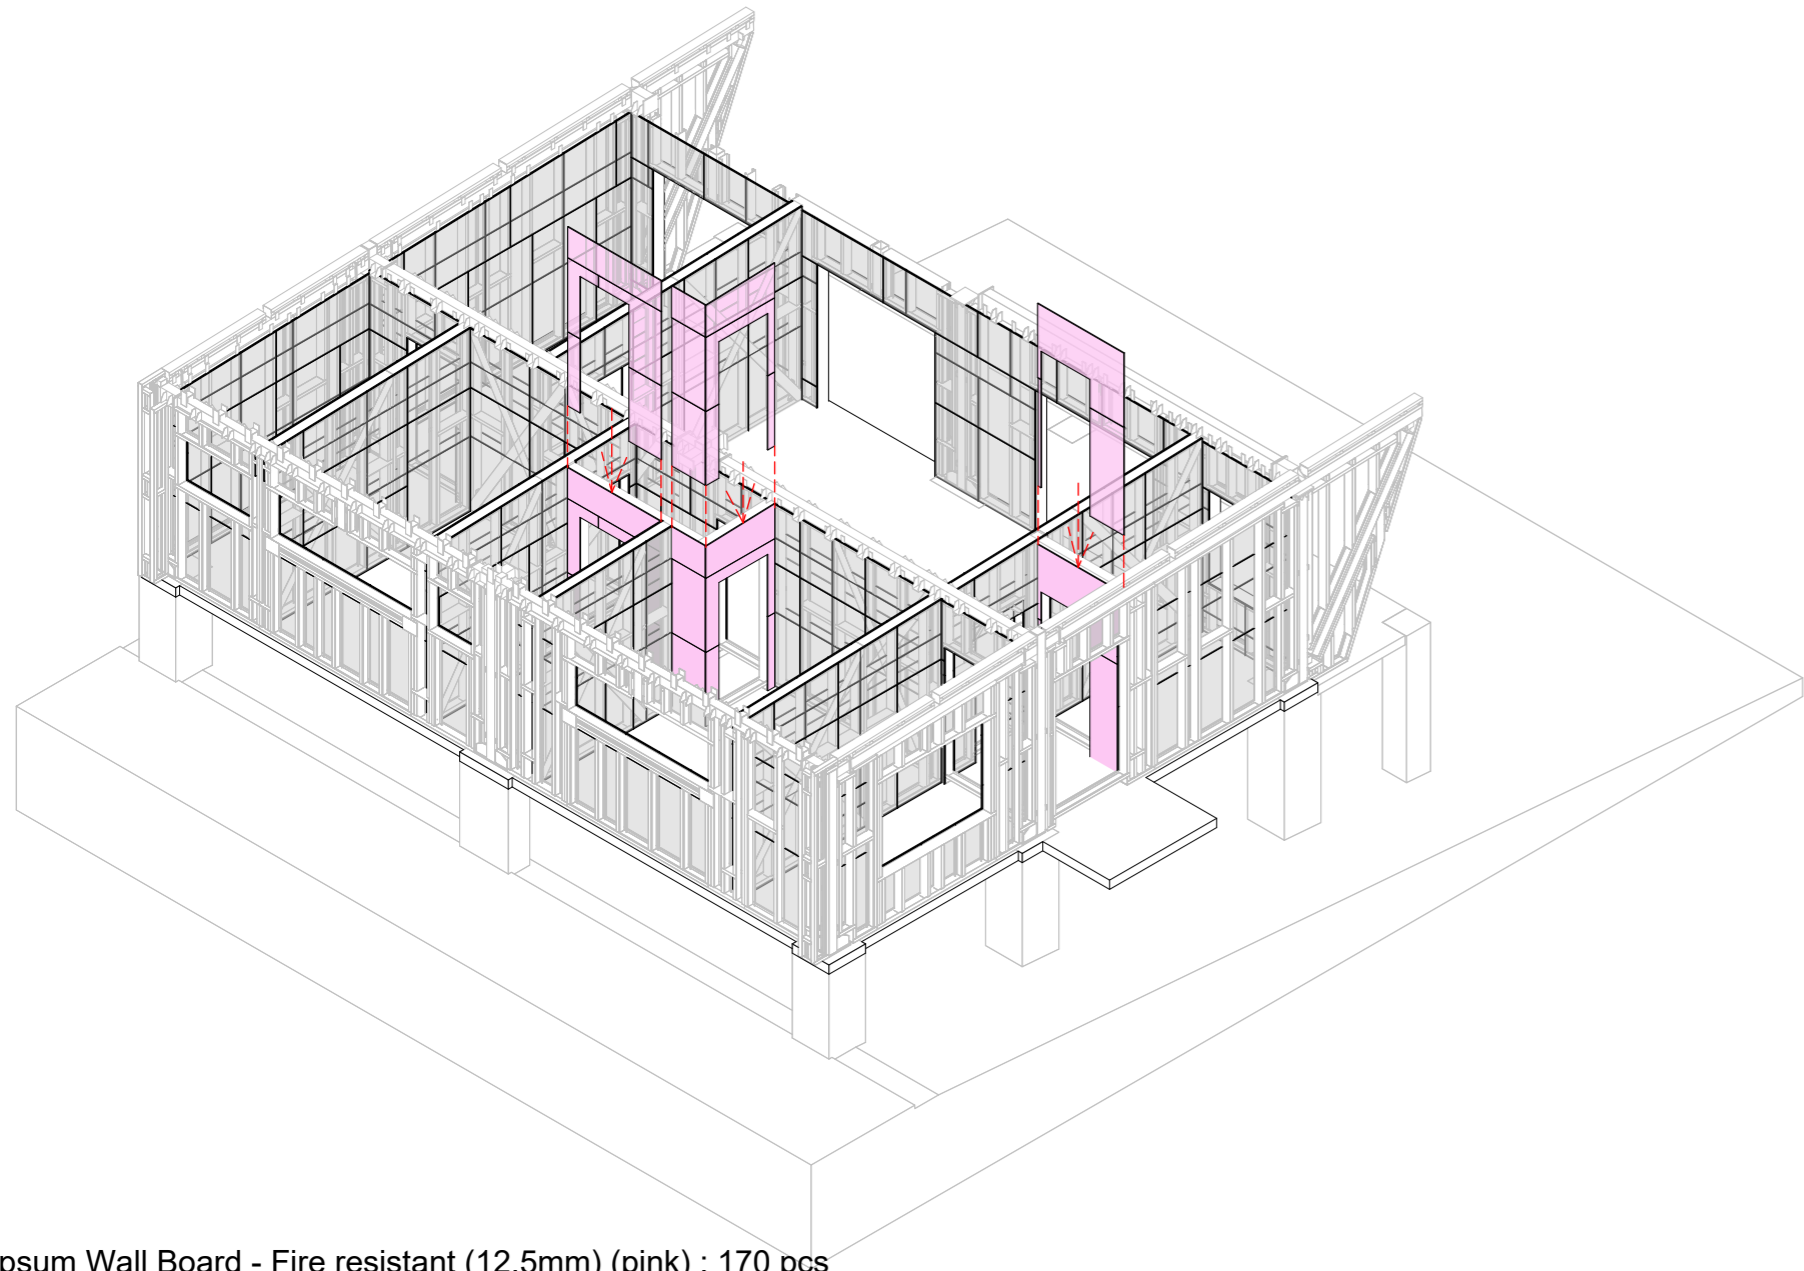 psum Wall Board - Fire resistant (12.5mm) (pink) : 170 pcs